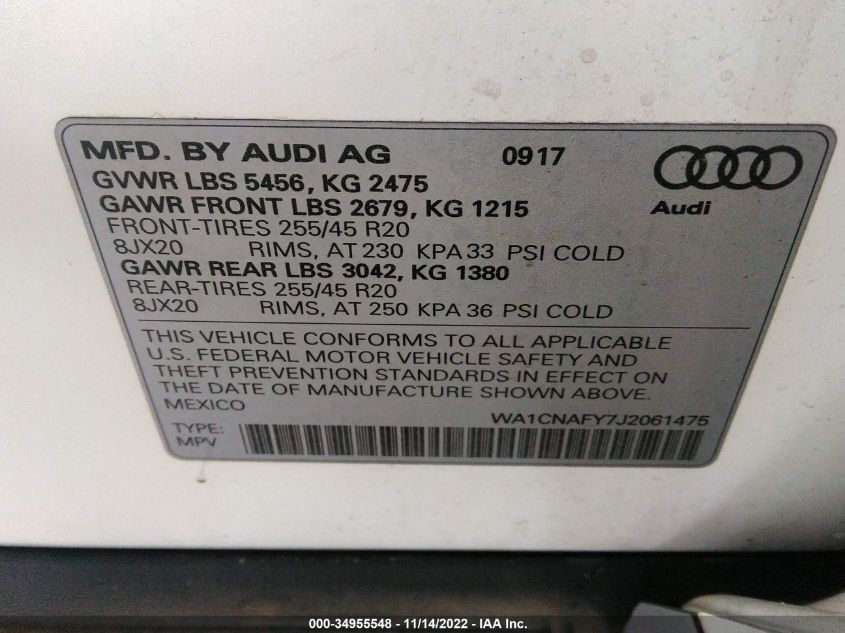 MFD. BY AUDI AG 0917
GVWR LBS 5456, KG 2475
GAWR FRONT LBS 2679, KG 1215
FRONT-TIRES 255/45 R20
8JX20 RIMS, AT 230 KPA 33 PSI COLD
GAWR REAR LBS 3042, KG 1380
REAR-TIRES 255/45 R20
8JX20 RIMS, AT 250 KPA 36 PSI COLD
Audi
THIS VEHICLE CONFORMS TO ALL APPLICABLE
U.S. FEDERAL MOTOR VEHICLE SAFETY AND
THEFT PREVENTION STANDARDS IN EFFECT ON
THE DATE OF MANUFACTURE SHOWN ABOVE.
MEXICO
WA1CNAFY7J2061475
TYPE:
MPV
000-34955548 - 11/14/2022 - IAA Inc.